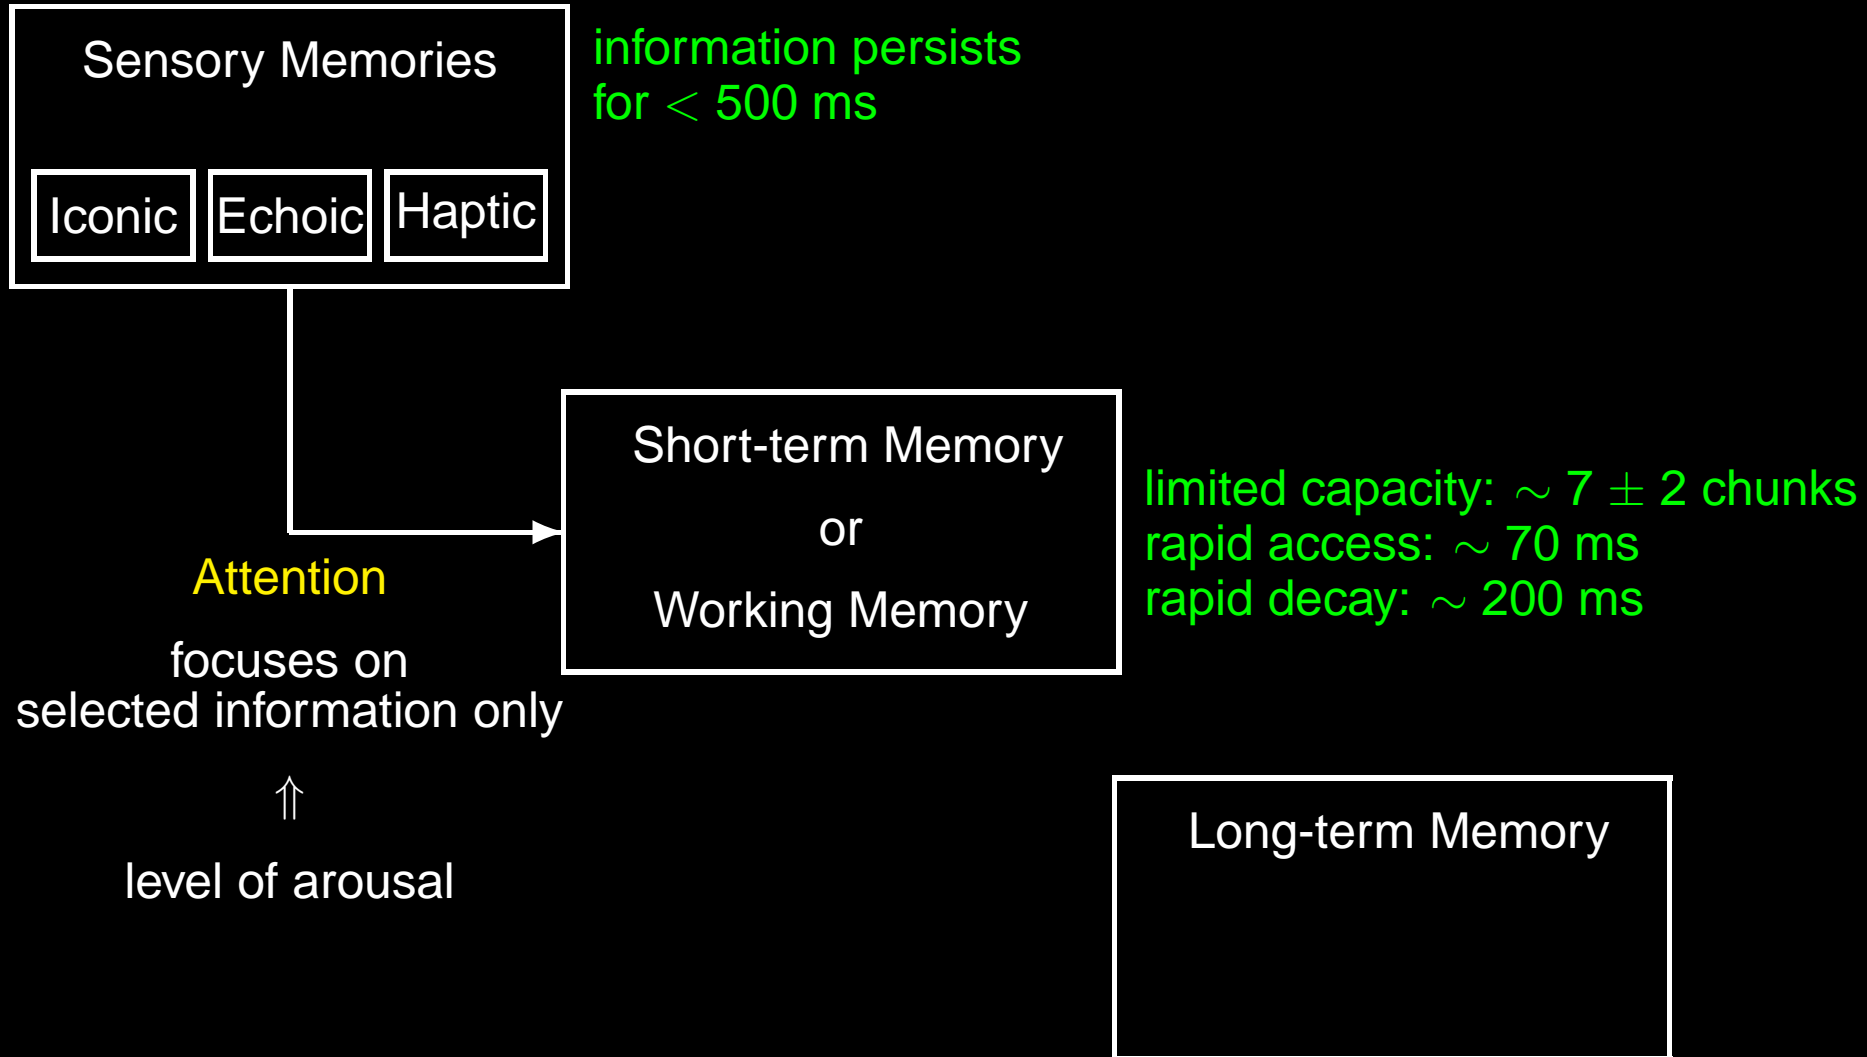 Sensory Memories
Iconic
Echoic
Haptic
information persists
for < 500 ms
Short-term Memory
or
Working Memory
limited capacity: ∼ 7 ± 2 chunks
rapid access: ∼ 70 ms
rapid decay: ∼ 200 ms
Attention
focuses on
selected information only
⇑
level of arousal
Long-term Memory